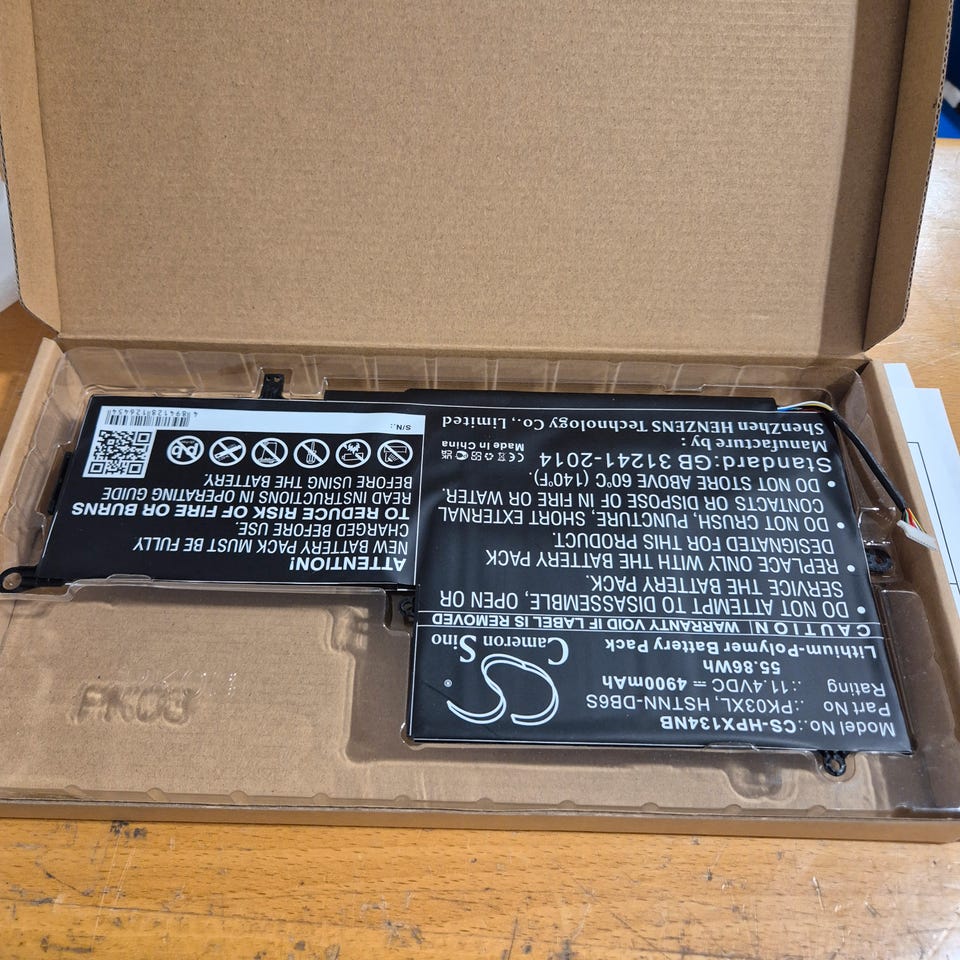 Model No.: CS-HPX134NB
Part No :PK03XL, HSTNN-DB6S
Rating :11.4VDC ⎓ 4900mAh
55.86Wh
Lithium-Polymer Battery Pack
CS
®
Cameron
Sino
CAUTION WARRANTY VOID IF LABEL IS REMOVED
• DO NOT ATTEMPT TO DISASSEMBLE, OPEN OR
SERVICE THE BATTERY PACK.
• REPLACE ONLY WITH THE BATTERY PACK
DESIGNATED FOR THIS PRODUCT.
• DO NOT CRUSH, PUNCTURE, SHORT EXTERNAL
CONTACTS OR DISPOSE OF IN FIRE OR WATER.
• DO NOT STORE ABOVE 60°C (140°F).
Standard:GB 31241-2014
Manufacture by :
ShenZhen HENZENS Technology Co., Limited
CE
Made in China
ATTENTION!
NEW BATTERY PACK MUST BE FULLY
CHARGED BEFORE USE.
TO REDUCE RISK OF FIRE OR BURNS
READ INSTRUCTIONS IN OPERATING GUIDE
BEFORE USING THE BATTERY.
Pb
S/N.:
4894128126454
PK03